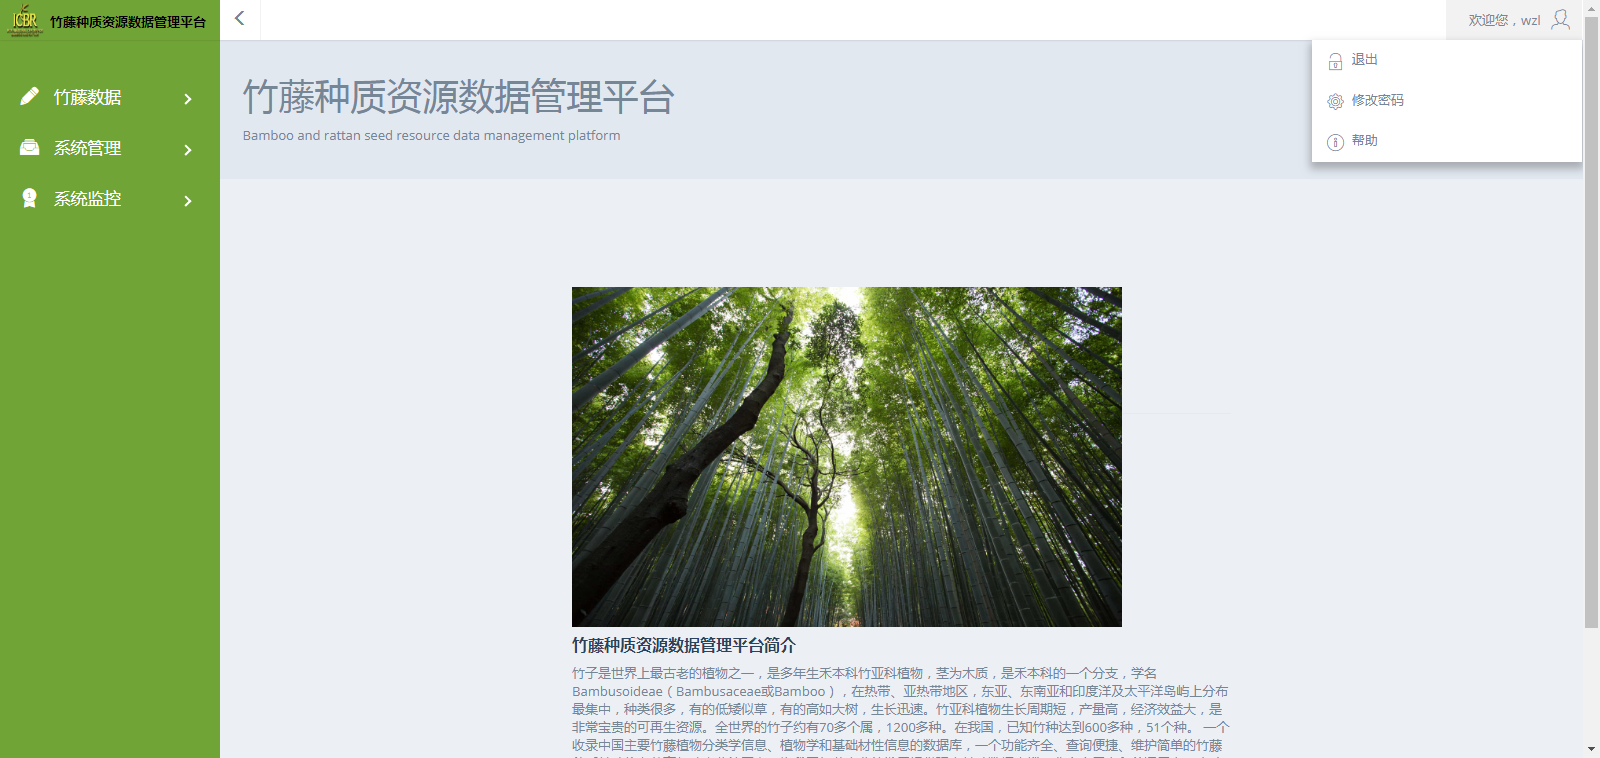 ICBR 竹藤种质资源数据管理平台
欢迎您，wzl
退出
修改密码
帮助
竹藤数据
系统管理
系统监控
竹藤种质资源数据管理平台
Bamboo and rattan seed resource data management platform
竹藤种质资源数据管理平台简介
竹子是世界上最古老的植物之一，是多年生禾本科竹亚科植物，茎为木质，是禾本科的一个分支，学名
Bambusoideae（Bambusaceae或Bamboo），在热带、亚热带地区，东亚、东南亚和印度洋及太平洋岛屿上分布
最集中，种类很多，有的低矮似草，有的高如大树，生长迅速。竹亚科植物生长周期短，产量高，经济效益大，是
非常宝贵的可再生资源。全世界的竹子约有70多个属，1200多种。在我国，已知竹种达到600多种，51个种。 一个
收录中国主要竹藤植物分类学信息、植物学和基础材性信息的数据库，一个功能齐全、查询便捷、维护简单的竹藤